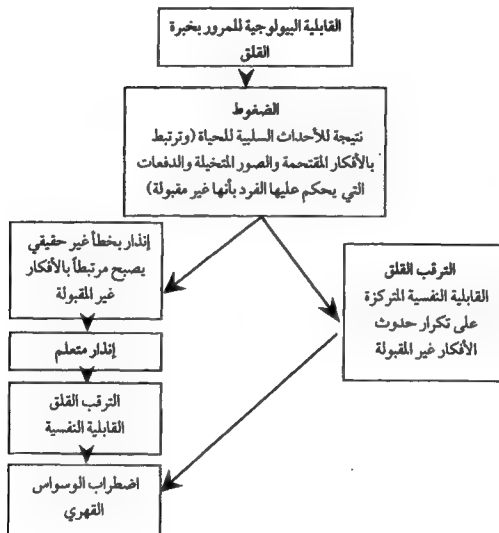 القابلية البيولوجية للمرور بخبرة
القلق
الضغوط
نتيجة للأحداث السلبية للحياة (وترتبط
بالأفكار المقتحمة والصور المتخيلة والدفعات
التي يحكم عليها الفرد بأنها غير مقبولة)
إنذار بخطأ غير حقيقي
يصبح مرتبطاً بالأفكار
غير المقبولة
الترقب القلق
القابلية النفسية المتركزة
على تكرار حدوث
الأفكار غير المقبولة
إنذار متعلم
الترقب القلق
القابلية النفسية
اضطراب الوسواس
القهري